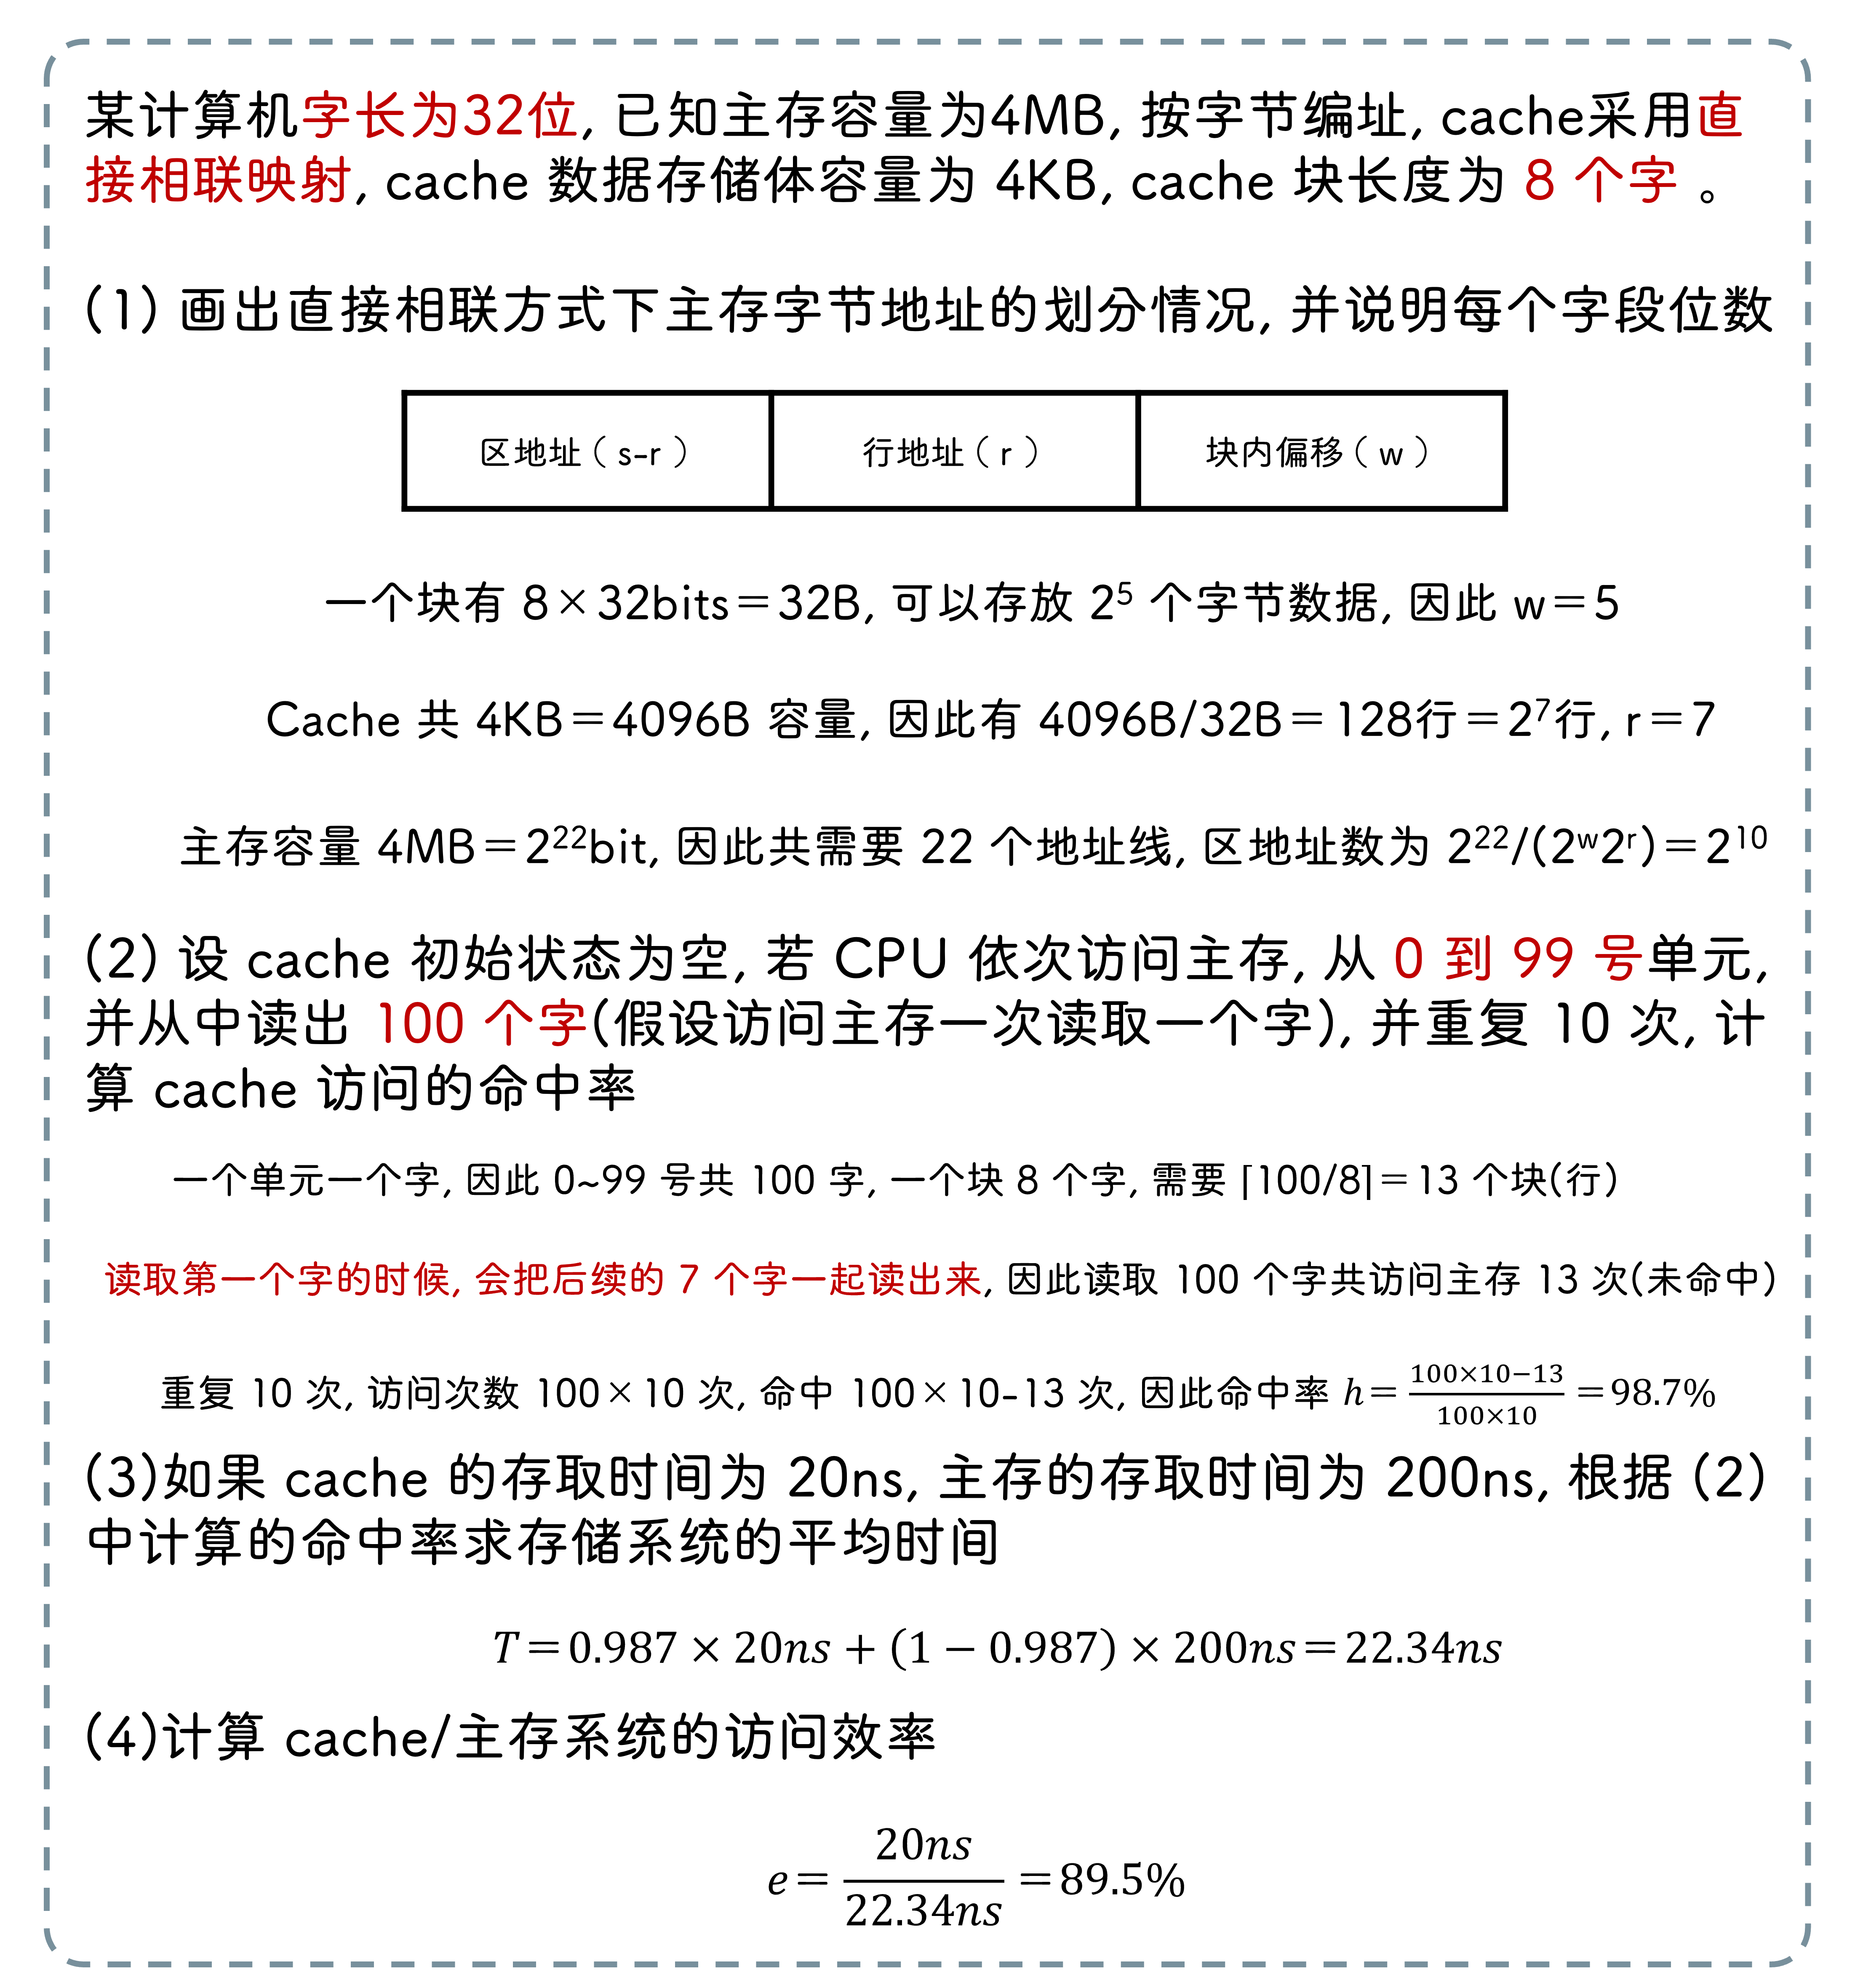 某计算机字长为32位, 已知主存容量为4MB, 按字节编址, cache采用直
接相联映射, cache 数据存储体容量为 4KB, cache 块长度为 8 个字 。
(1) 画出直接相联方式下主存字节地址的划分情况, 并说明每个字段位数
区地址（ s-r ） 行地址（ r ） 块内偏移（ w ）
一个块有 8×32bits=32B, 可以存放 2⁵ 个字节数据, 因此 w=5
Cache 共 4KB=4096B 容量, 因此有 4096B/32B=128行=2⁷行, r=7
主存容量 4MB=2²²bit, 因此共需要 22 个地址线, 区地址数为 2²²/(2ʷ2ʳ)=2¹⁰
(2) 设 cache 初始状态为空, 若 CPU 依次访问主存, 从 0 到 99 号单元,
并从中读出 100 个字(假设访问主存一次读取一个字), 并重复 10 次, 计
算 cache 访问的命中率
一个单元一个字, 因此 0~99 号共 100 字, 一个块 8 个字, 需要 ⌈100/8⌉=13 个块(行)
读取第一个字的时候, 会把后续的 7 个字一起读出来, 因此读取 100 个字共访问主存 13 次(未命中)
重复 10 次, 访问次数 100×10 次, 命中 100×10-13 次, 因此命中率 h= (100×10−13)/(100×10) =98.7%
(3)如果 cache 的存取时间为 20ns, 主存的存取时间为 200ns, 根据 (2)
中计算的命中率求存储系统的平均时间
T=0.987 × 20ns + (1 − 0.987) × 200ns=22.34ns
(4)计算 cache/主存系统的访问效率
e= 20ns/22.34ns =89.5%